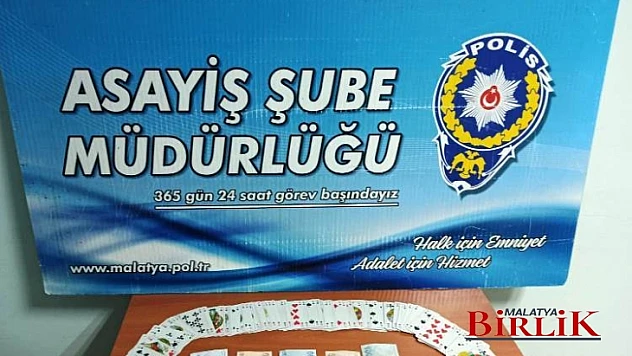 POLİS
ASAYİŞ ŞUBE
MÜDÜRLÜĞÜ
365 gün 24 saat görev başındayız
Halk için Emniyet
Adalet için Hizmet
www.malatya.pol.tr
MALATYA
BİRLİK